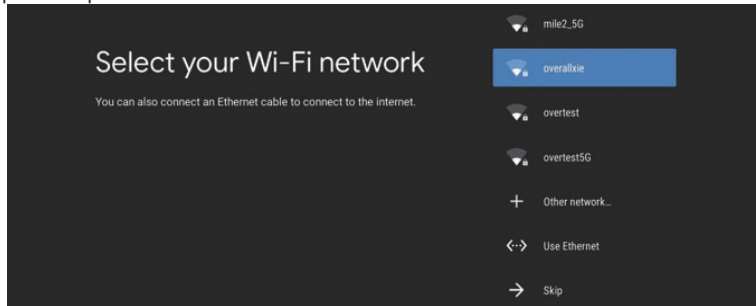 mile2_5G
Select your Wi-Fi network
overallxie
You can also connect an Ethernet cable to connect to the internet.
overtest
overtest5G
Other network...
Use Ethernet
Skip